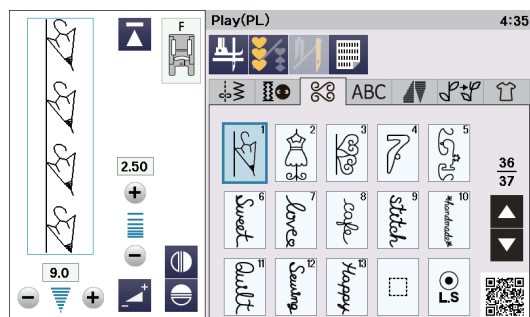 Play(PL) 4:35
F
ABC
1 2 3 4 5
2.50
36
37
6 7 8 9 10
Sweet love cafe stitch *handmade*
9.0
11 12 13
Quilt Sewing Happy
L.S